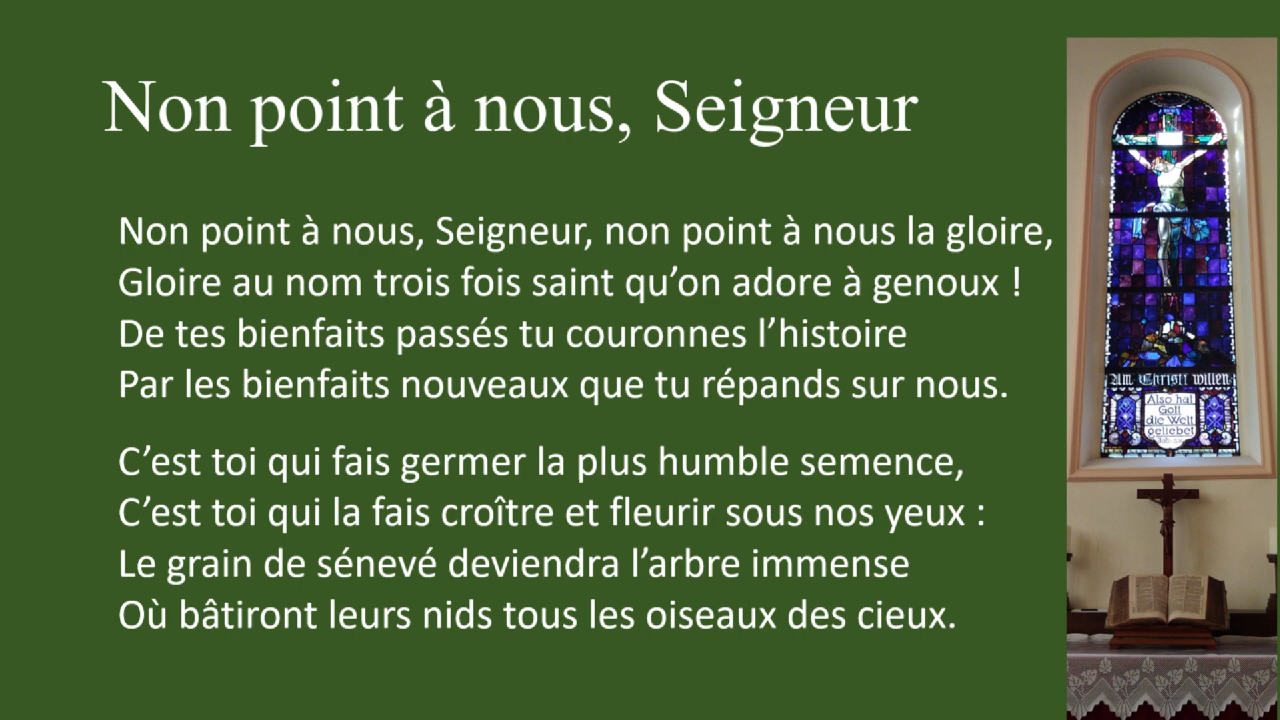 Non point à nous, Seigneur
Non point à nous, Seigneur, non point à nous la gloire,
Gloire au nom trois fois saint qu’on adore à genoux !
De tes bienfaits passés tu couronnes l’histoire
Par les bienfaits nouveaux que tu répands sur nous.
C’est toi qui fais germer la plus humble semence,
C’est toi qui la fais croître et fleurir sous nos yeux :
Le grain de sénevé deviendra l’arbre immense
Où bâtiront leurs nids tous les oiseaux des cieux.
Um Christi willen
Also hat
Gott
die Welt
geliebet